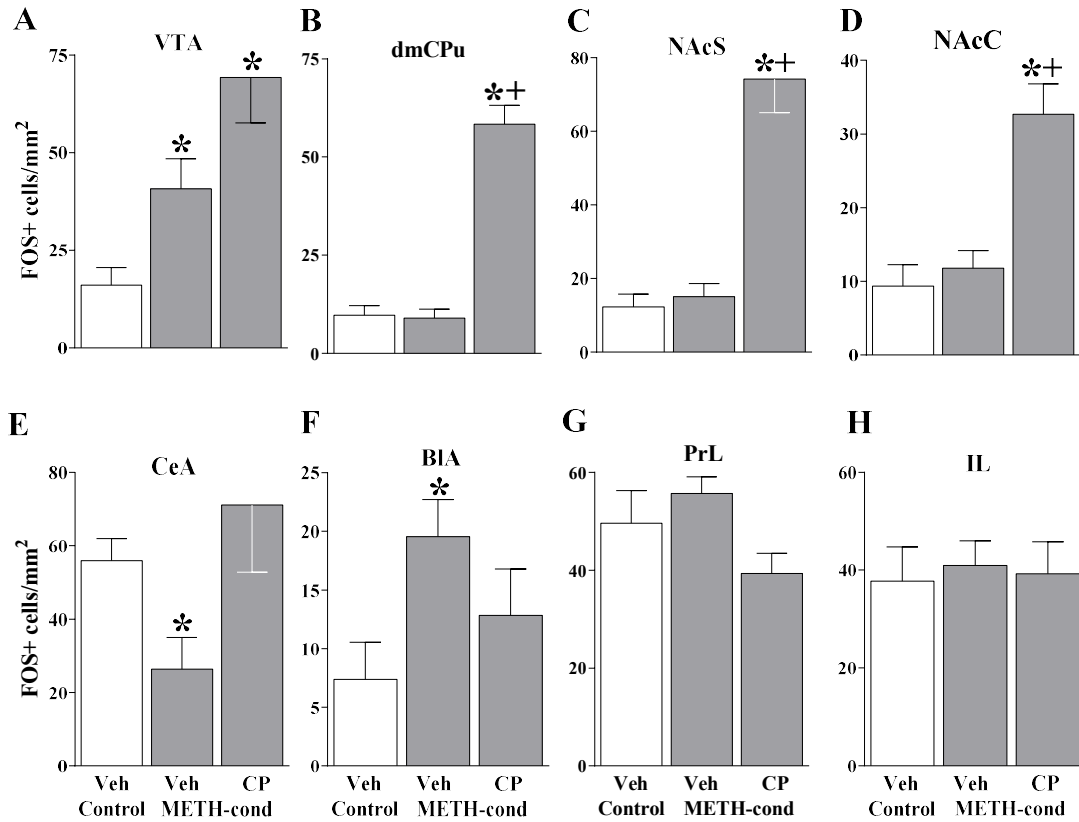 A
VTA
75
50
25
0
FOS+ cells/mm2
*
*
B
dmCPu
75
50
25
0
*+
C
NAcS
80
60
40
20
0
*+
D
NAcC
40
30
20
10
0
*+
E
CeA
80
60
40
20
0
FOS+ cells/mm2
*
Veh Veh CP
Control METH-cond
F
BlA
25
20
15
10
5
0
*
Veh Veh CP
Control METH-cond
G
PrL
60
40
20
0
Veh Veh CP
Control METH-cond
H
IL
60
40
20
0
Veh Veh CP
Control METH-cond